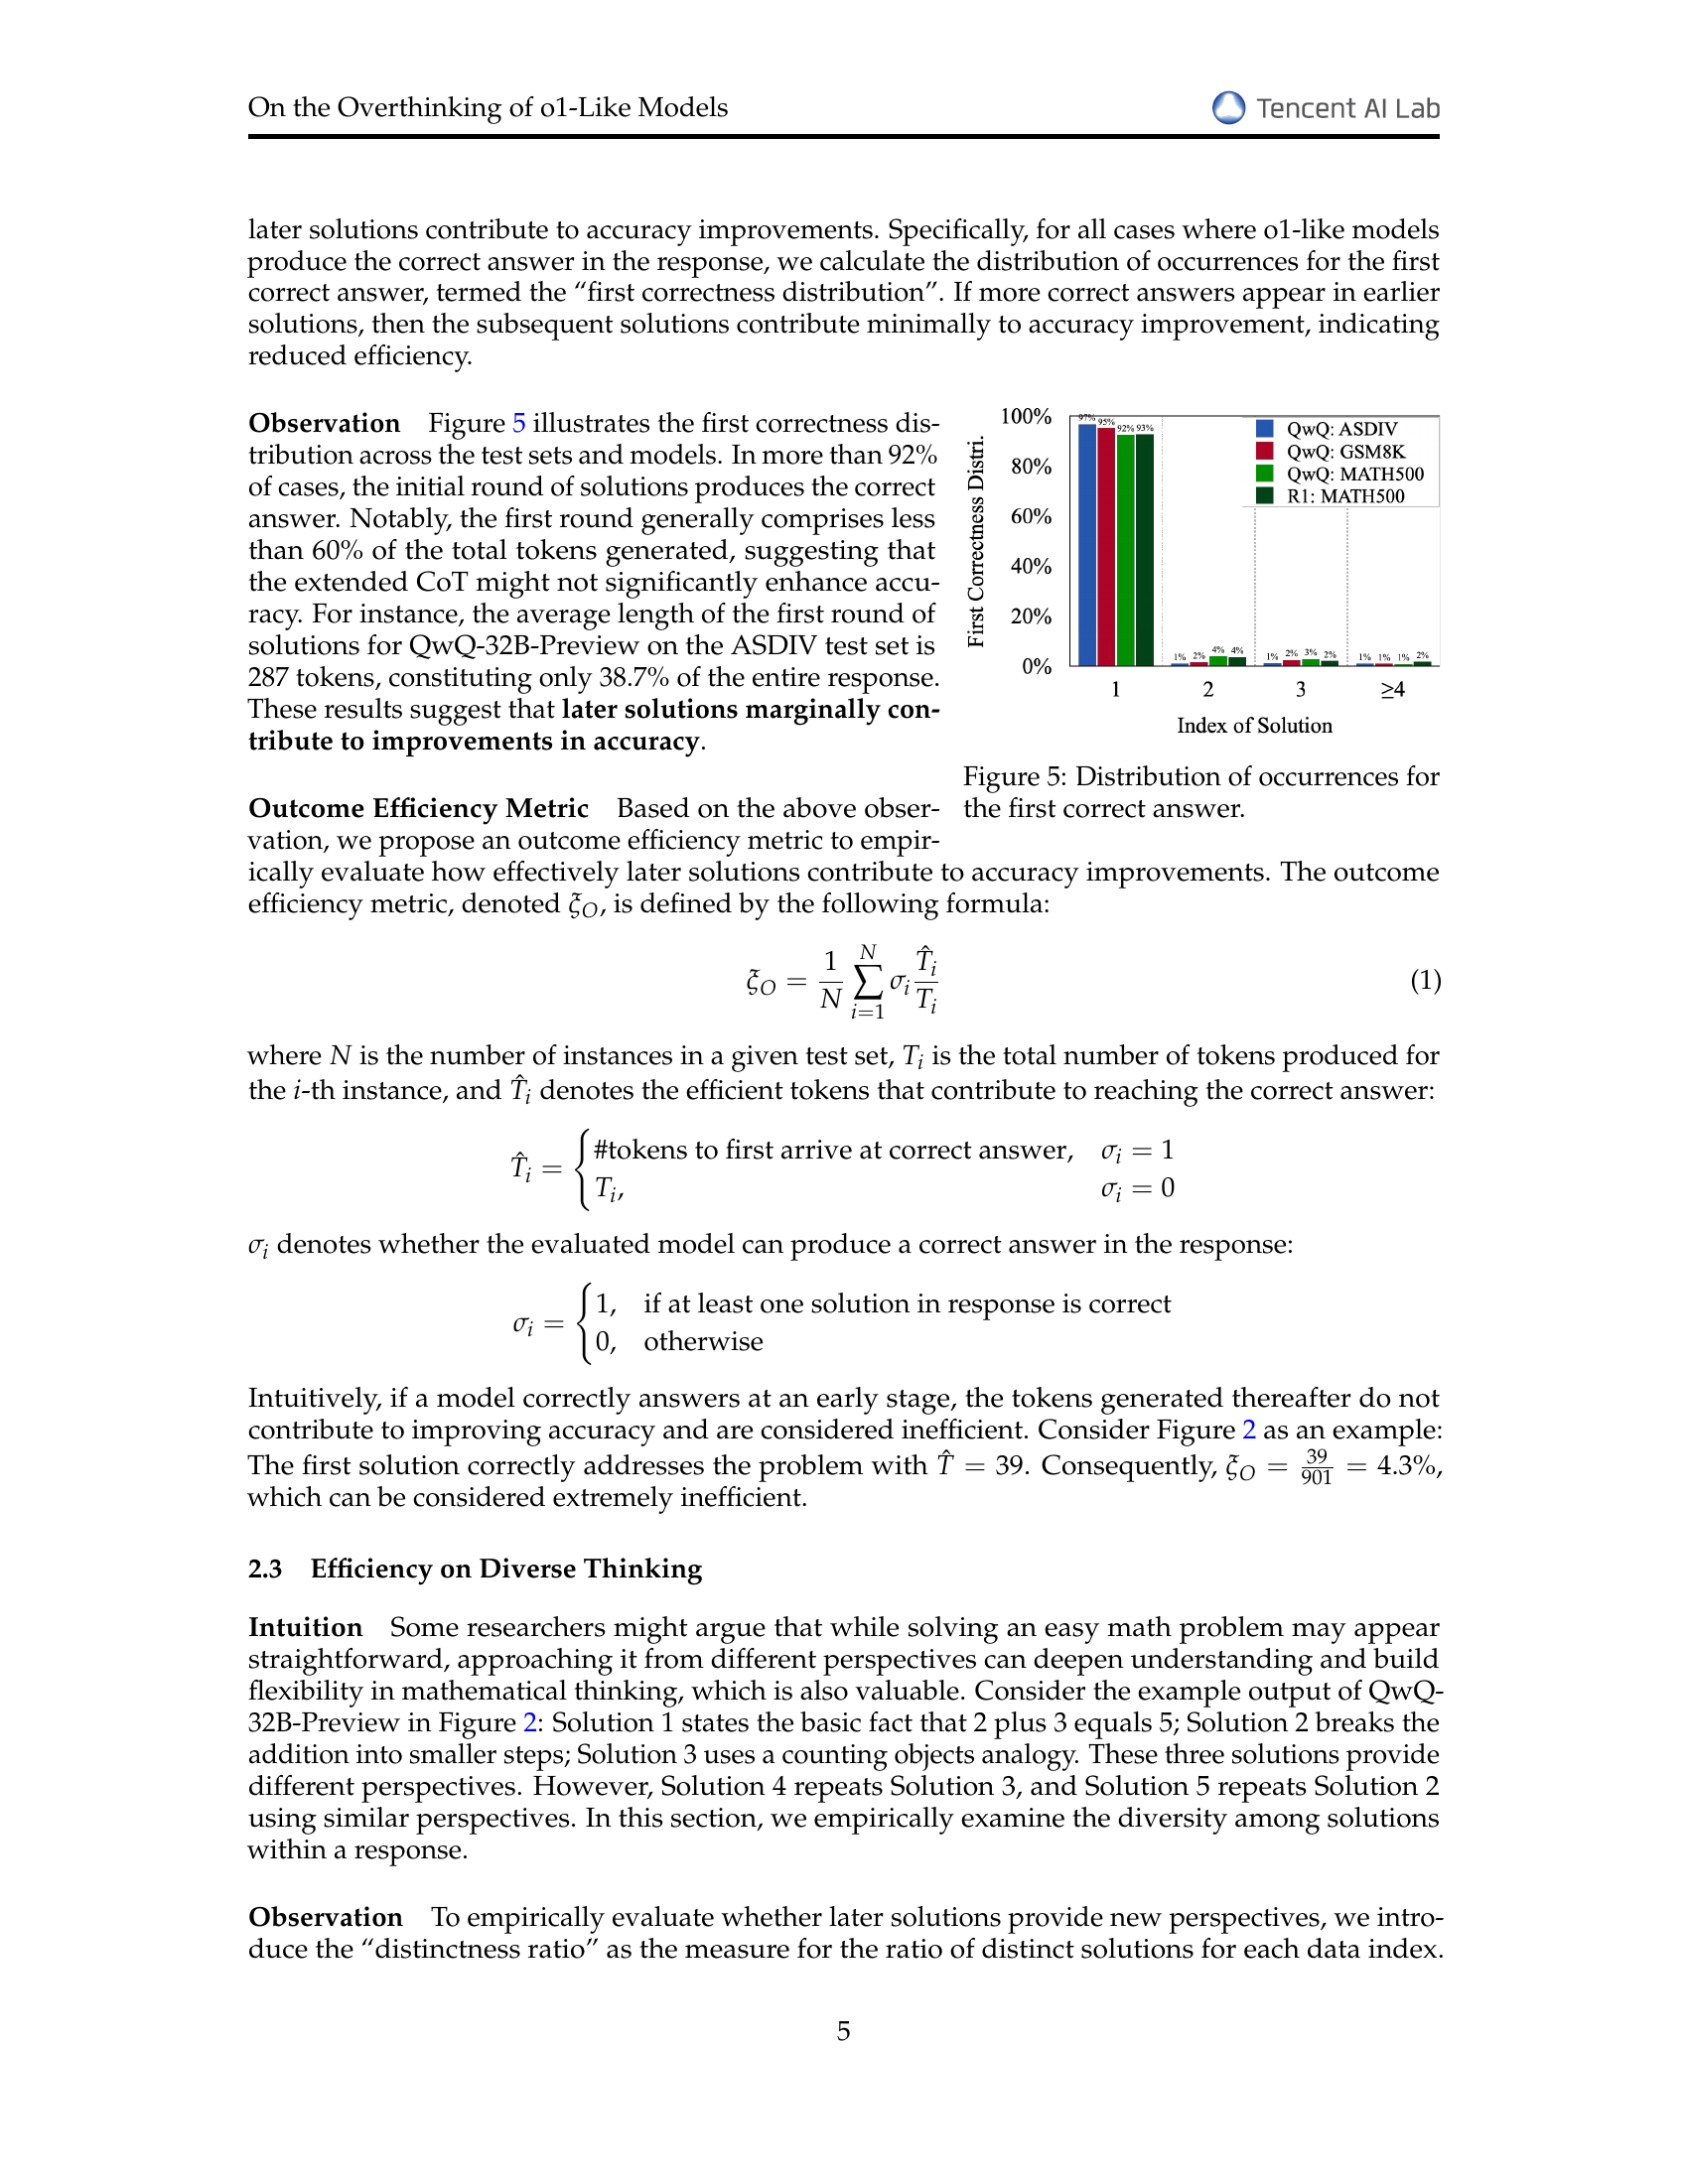 On the Overthinking of o1-Like Models
Tencent AI Lab
later solutions contribute to accuracy improvements. Specifically, for all cases where o1-like models
produce the correct answer in the response, we calculate the distribution of occurrences for the first
correct answer, termed the “first correctness distribution”. If more correct answers appear in earlier
solutions, then the subsequent solutions contribute minimally to accuracy improvement, indicating
reduced efficiency.
Observation Figure 5 illustrates the first correctness dis-
tribution across the test sets and models. In more than 92%
of cases, the initial round of solutions produces the correct
answer. Notably, the first round generally comprises less
than 60% of the total tokens generated, suggesting that
the extended CoT might not significantly enhance accu-
racy. For instance, the average length of the first round of
solutions for QwQ-32B-Preview on the ASDIV test set is
287 tokens, constituting only 38.7% of the entire response.
These results suggest that later solutions marginally con-
tribute to improvements in accuracy.
First Correctness Distri.
100%
80%
60%
40%
20%
0%
97% 95% 92% 93%
1% 2% 4% 4%
1% 2% 3% 2%
1% 1% 1% 2%
QwQ: ASDIV
QwQ: GSM8K
QwQ: MATH500
R1: MATH500
1 2 3 ≥4
Index of Solution
Figure 5: Distribution of occurrences for
the first correct answer.
Outcome Efficiency Metric Based on the above obser-
vation, we propose an outcome efficiency metric to empir-
ically evaluate how effectively later solutions contribute to accuracy improvements. The outcome
efficiency metric, denoted ξ_O, is defined by the following formula:
ξ_O = \frac{1}{N} \sum_{i=1}^{N} σ_i \frac{\hat{T}_i}{T_i} (1)
where N is the number of instances in a given test set, T_i is the total number of tokens produced for
the i-th instance, and \hat{T}_i denotes the efficient tokens that contribute to reaching the correct answer:
\hat{T}_i = { #tokens to first arrive at correct answer, σ_i = 1
T_i, σ_i = 0
σ_i denotes whether the evaluated model can produce a correct answer in the response:
σ_i = { 1, if at least one solution in response is correct
0, otherwise
Intuitively, if a model correctly answers at an early stage, the tokens generated thereafter do not
contribute to improving accuracy and are considered inefficient. Consider Figure 2 as an example:
The first solution correctly addresses the problem with \hat{T} = 39. Consequently, ξ_O = \frac{39}{901} = 4.3%,
which can be considered extremely inefficient.
2.3 Efficiency on Diverse Thinking
Intuition Some researchers might argue that while solving an easy math problem may appear
straightforward, approaching it from different perspectives can deepen understanding and build
flexibility in mathematical thinking, which is also valuable. Consider the example output of QwQ-
32B-Preview in Figure 2: Solution 1 states the basic fact that 2 plus 3 equals 5; Solution 2 breaks the
addition into smaller steps; Solution 3 uses a counting objects analogy. These three solutions provide
different perspectives. However, Solution 4 repeats Solution 3, and Solution 5 repeats Solution 2
using similar perspectives. In this section, we empirically examine the diversity among solutions
within a response.
Observation To empirically evaluate whether later solutions provide new perspectives, we intro-
duce the “distinctness ratio” as the measure for the ratio of distinct solutions for each data index.
5